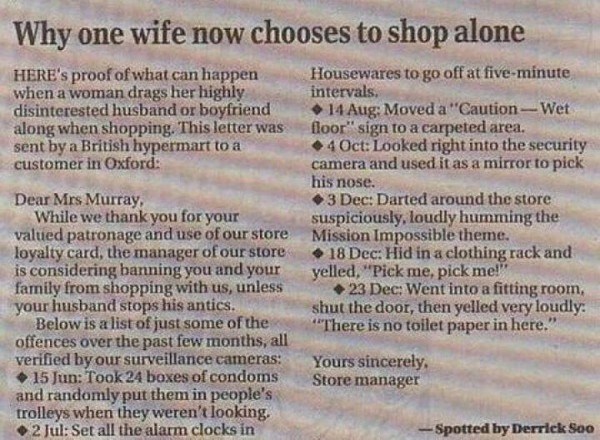 Why one wife now chooses to shop alone
HERE's proof of what can happen
when a woman drags her highly
disinterested husband or boyfriend
along when shopping. This letter was
sent by a British hypermart to a
customer in Oxford:
Dear Mrs Murray,
While we thank you for your
valued patronage and use of our store
loyalty card, the manager of our store
is considering banning you and your
family from shopping with us, unless
your husband stops his antics.
Below is a list of just some of the
offences over the past few months, all
verified by our surveillance cameras:
◆ 15 Jun: Took 24 boxes of condoms
and randomly put them in people's
trolleys when they weren't looking.
◆ 2 Jul: Set all the alarm clocks in
Housewares to go off at five-minute
intervals.
◆ 14 Aug: Moved a "Caution — Wet
floor" sign to a carpeted area.
◆ 4 Oct: Looked right into the security
camera and used it as a mirror to pick
his nose.
◆ 3 Dec: Darted around the store
suspiciously, loudly humming the
Mission Impossible theme.
◆ 18 Dec: Hid in a clothing rack and
yelled, "Pick me, pick me!"
◆ 23 Dec: Went into a fitting room,
shut the door, then yelled very loudly:
"There is no toilet paper in here."
Yours sincerely,
Store manager
— Spotted by Derrick Soo